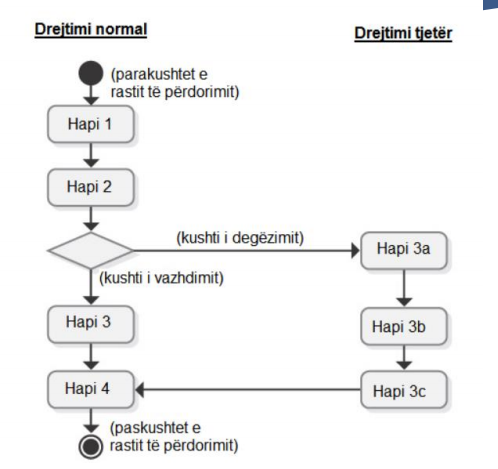 Drejtimi normal
Drejtimi tjetër
(parakushtet e
rastit të përdorimit)
Hapi 1
Hapi 2
(kushti i degëzimit)
Hapi 3a
(kushti i vazhdimit)
Hapi 3
Hapi 3b
Hapi 4
Hapi 3c
(paskushtet e
rastit të përdorimit)